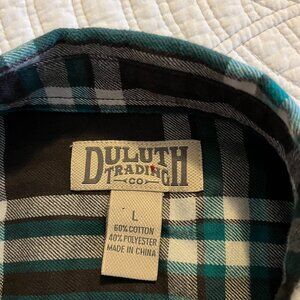 DULUTH
TRADING
CO
L
60% COTTON
40% POLYESTER
MADE IN CHINA